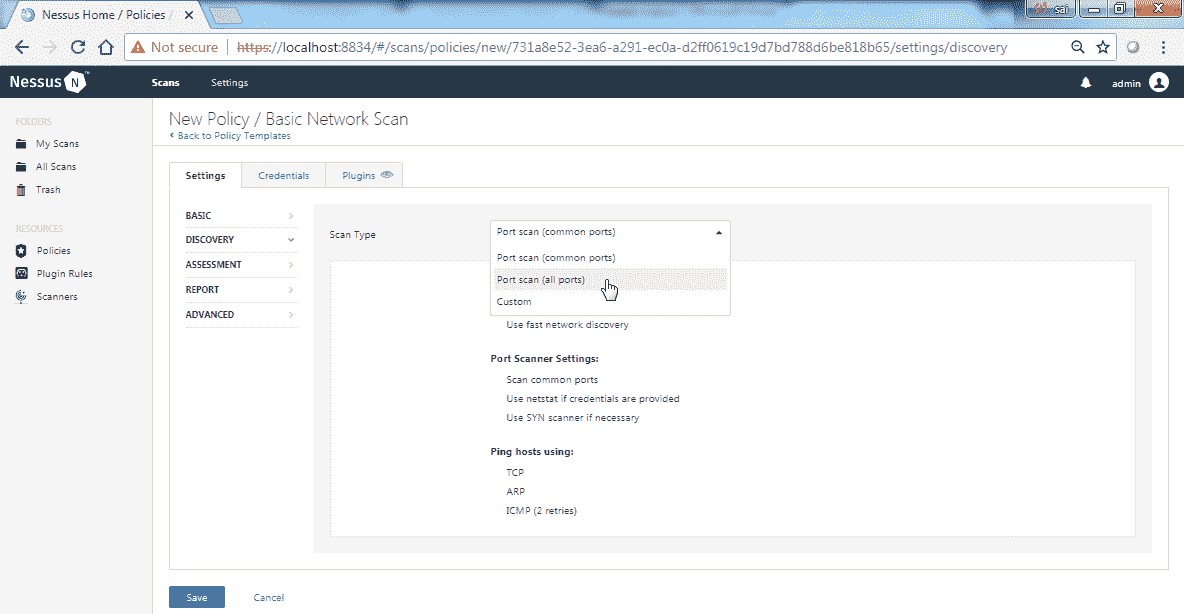 Nessus Home / Policies /
sai
Not secure
https://localhost:8834/#/scans/policies/new/731a8e52-3ea6-a291-ec0a-d2ff0619c19d7bd788d6be818b65/settings/discovery
Nessus N
Scans
Settings
admin
FOLDERS
My Scans
All Scans
Trash
RESOURCES
Policies
Plugin Rules
Scanners
New Policy / Basic Network Scan
Back to Policy Templates
Settings
Credentials
Plugins
BASIC
DISCOVERY
ASSESSMENT
REPORT
ADVANCED
Scan Type
Port scan (common ports)
Port scan (common ports)
Port scan (all ports)
Custom
Use fast network discovery
Port Scanner Settings:
Scan common ports
Use netstat if credentials are provided
Use SYN scanner if necessary
Ping hosts using:
TCP
ARP
ICMP (2 retries)
Save
Cancel